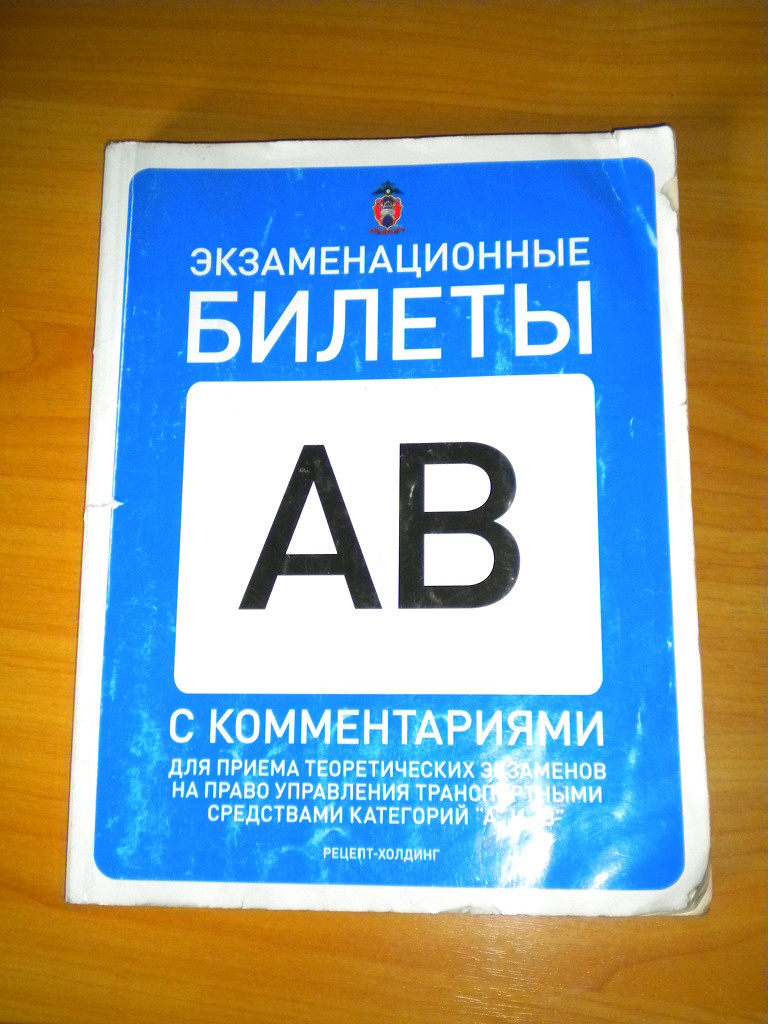 ЭКЗАМЕНАЦИОННЫЕ
БИЛЕТЫ
АВ
С КОММЕНТАРИЯМИ
ДЛЯ ПРИЕМА ТЕОРЕТИЧЕСКИХ ЭКЗАМЕНОВ
НА ПРАВО УПРАВЛЕНИЯ ТРАНСПОРТНЫМИ
СРЕДСТВАМИ КАТЕГОРИЙ "А" И "В"
РЕЦЕПТ-ХОЛДИНГ